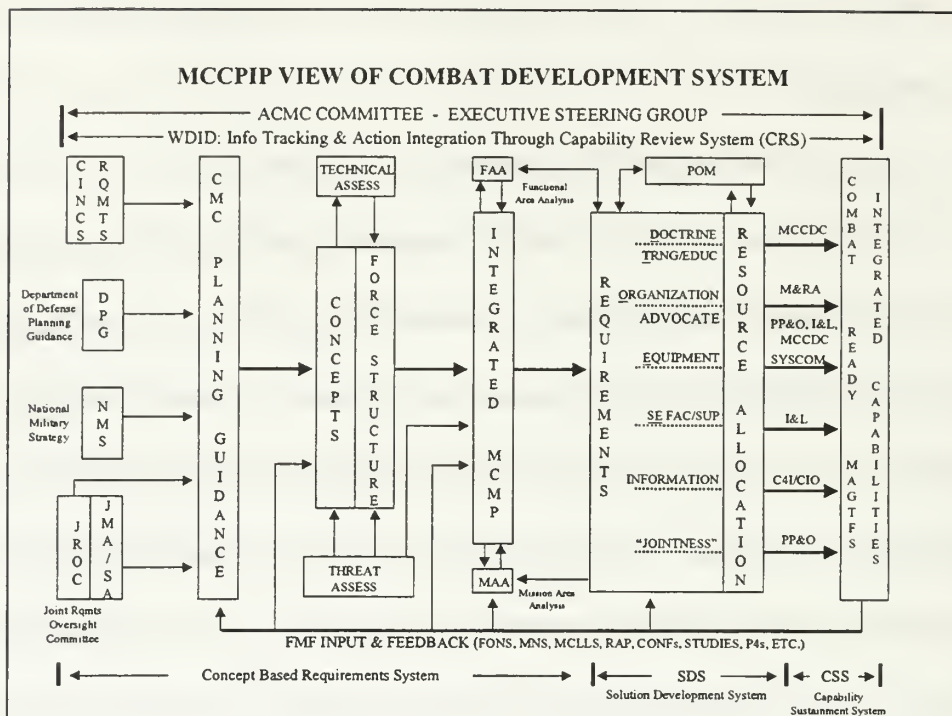 MCCPIP VIEW OF COMBAT DEVELOPMENT SYSTEM
ACMC COMMITTEE - EXECUTIVE STEERING GROUP
WDID: Info Tracking & Action Integration Through Capability Review System (CRS)
CINCS
RQMTS
Department
of Defense
Planning
Guidance
DPG
National
Military
Strategy
NMS
JROC
JMA/SA
Joint Rqmts
Oversight
Committee
CMC PLANNING GUIDANCE
TECHNICAL
ASSESS
CONCEPTS
FORCE STRUCTURE
THREAT
ASSESS
FAA
Functional
Area Analysis
INTEGRATED MCMP
MAA
Mission Area
Analysis
POM
REQUIREMENTS
DOCTRINE
TRNG/EDUC
ORGANIZATION
ADVOCATE
EQUIPMENT
SE FAC/SUP
INFORMATION
"JOINTNESS"
RESOURCE ALLOCATION
MCCDC
M&RA
PP&O, I&L,
MCCDC
SYSCOM
I&L
C4I/CIO
PP&O
COMBAT READY MAGTFS
INTEGRATED CAPABILITIES
FMF INPUT & FEEDBACK (FONS, MNS, MCLLS, RAP, CONFs, STUDIES, P4s, ETC.)
Concept Based Requirements System
SDS
Solution Development System
CSS
Capability
Sustainment System